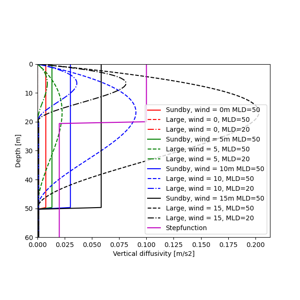 0
10
20
30
40
50
60
Depth [m]
0.000
0.025
0.050
0.075
0.100
0.125
0.150
0.175
0.200
Vertical diffusivity [m/s2]
Sundby, wind = 0m MLD=50
Large, wind = 0, MLD=50
Large, wind = 0, MLD=20
Sundby, wind = 5m MLD=50
Large, wind = 5, MLD=50
Large, wind = 5, MLD=20
Sundby, wind = 10m MLD=50
Large, wind = 10, MLD=50
Large, wind = 10, MLD=20
Sundby, wind = 15m MLD=50
Large, wind = 15, MLD=50
Large, wind = 15, MLD=20
Stepfunction